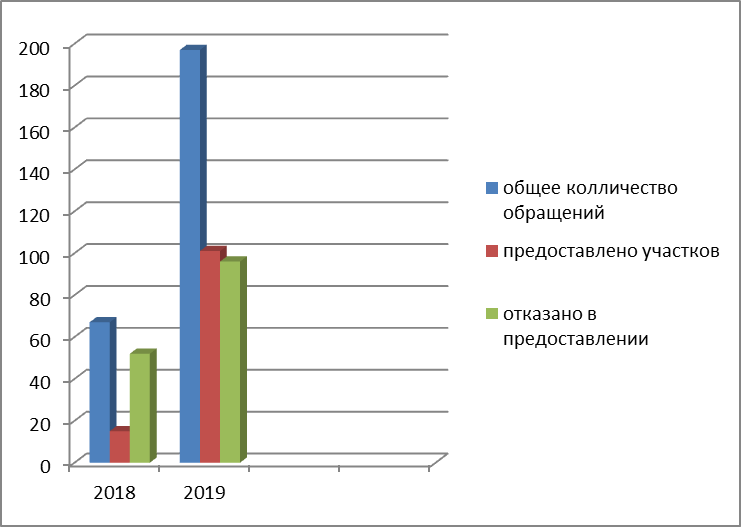 200
180
160
140
120
100
80
60
40
20
0
2018 2019
общее колличество
обращений
предоставлено участков
отказано в
предоставлении